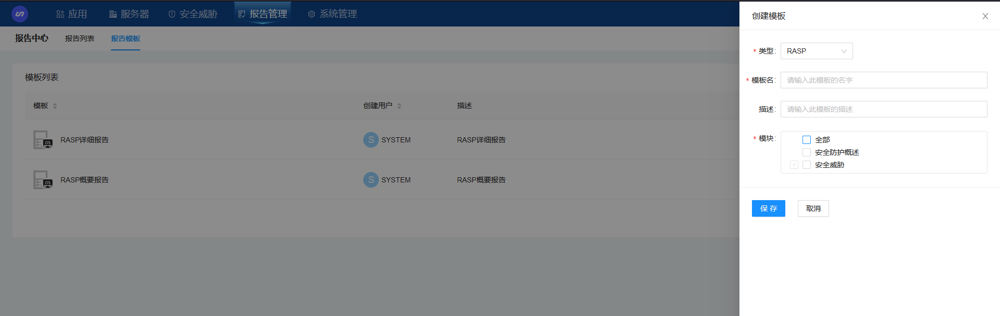 应用 服务器 安全威胁 报告管理 系统管理
报告中心 报告列表 报告模板
模板列表
模板 创建用户 描述
OS RASP详细报告 S SYSTEM RASP详细报告
OS RASP概要报告 S SYSTEM RASP概要报告
创建模板
* 类型: RASP
* 模板名: 请输入此模板的名字
描述: 请输入此模板的描述
* 模块: 全部
安全防护概述
安全威胁
保 存 取消